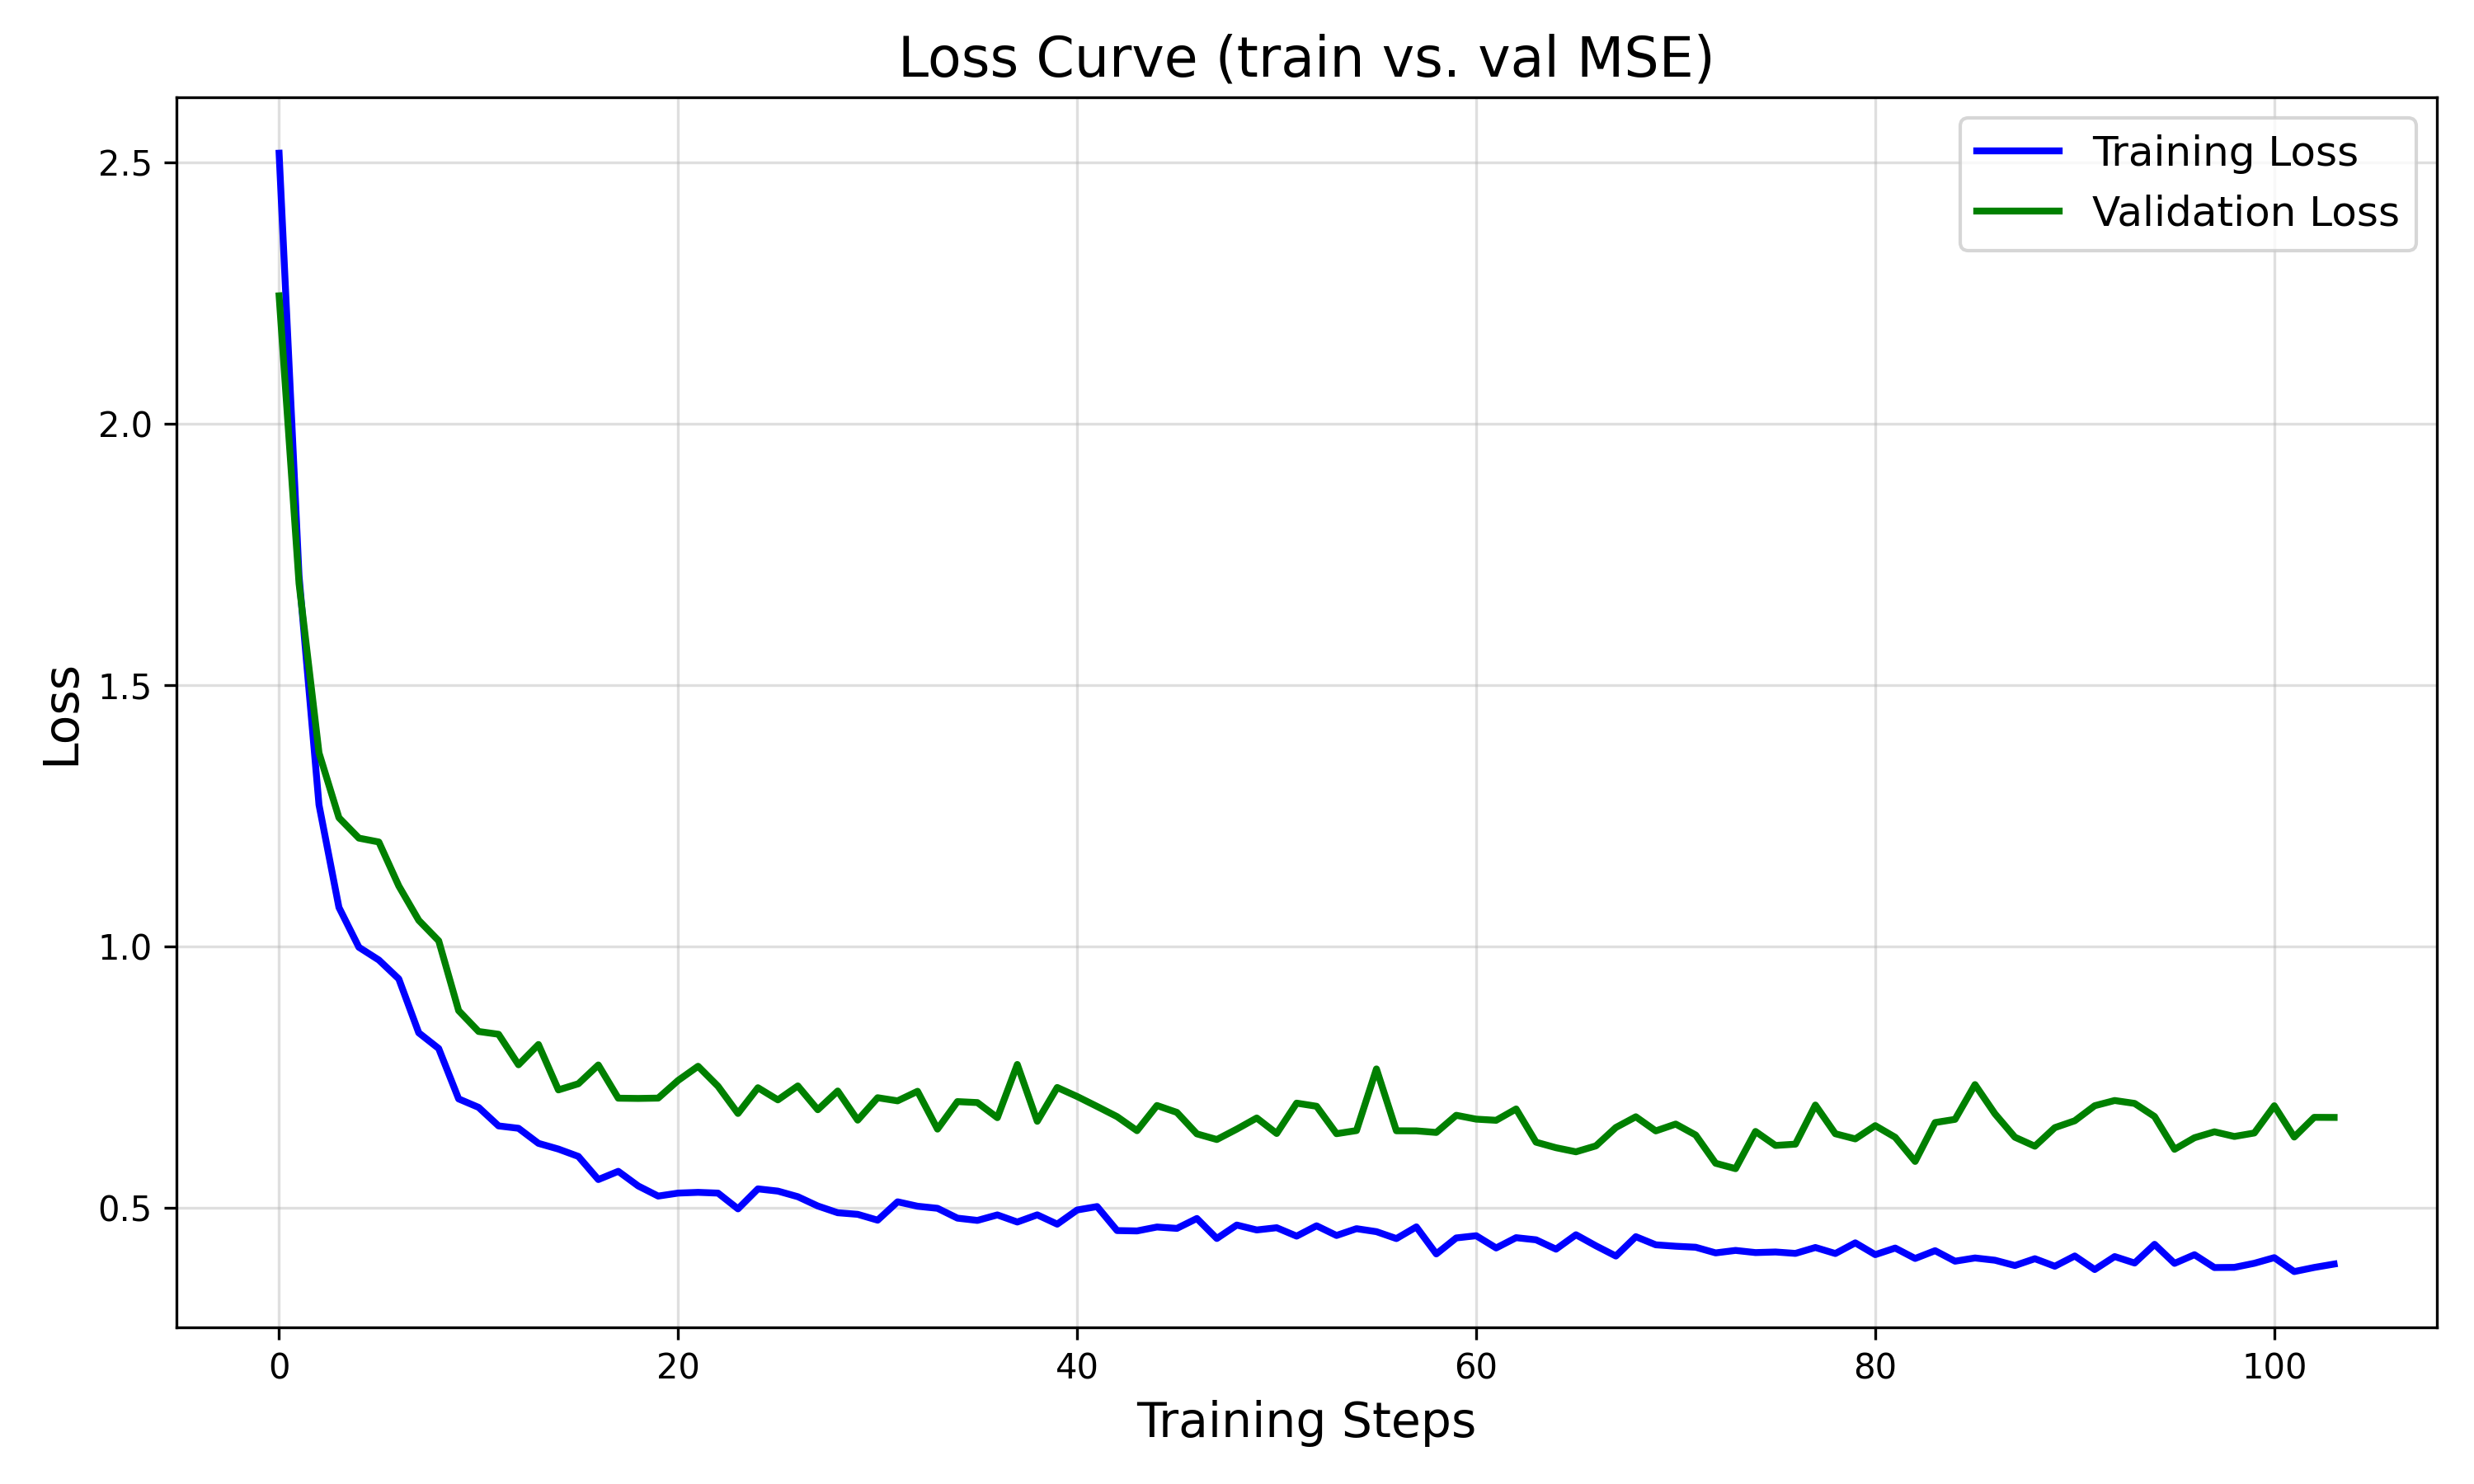 Loss Curve (train vs. val MSE)
Training Loss
Validation Loss
2.5
2.0
1.5
1.0
0.5
Loss
0 20 40 60 80 100
Training Steps